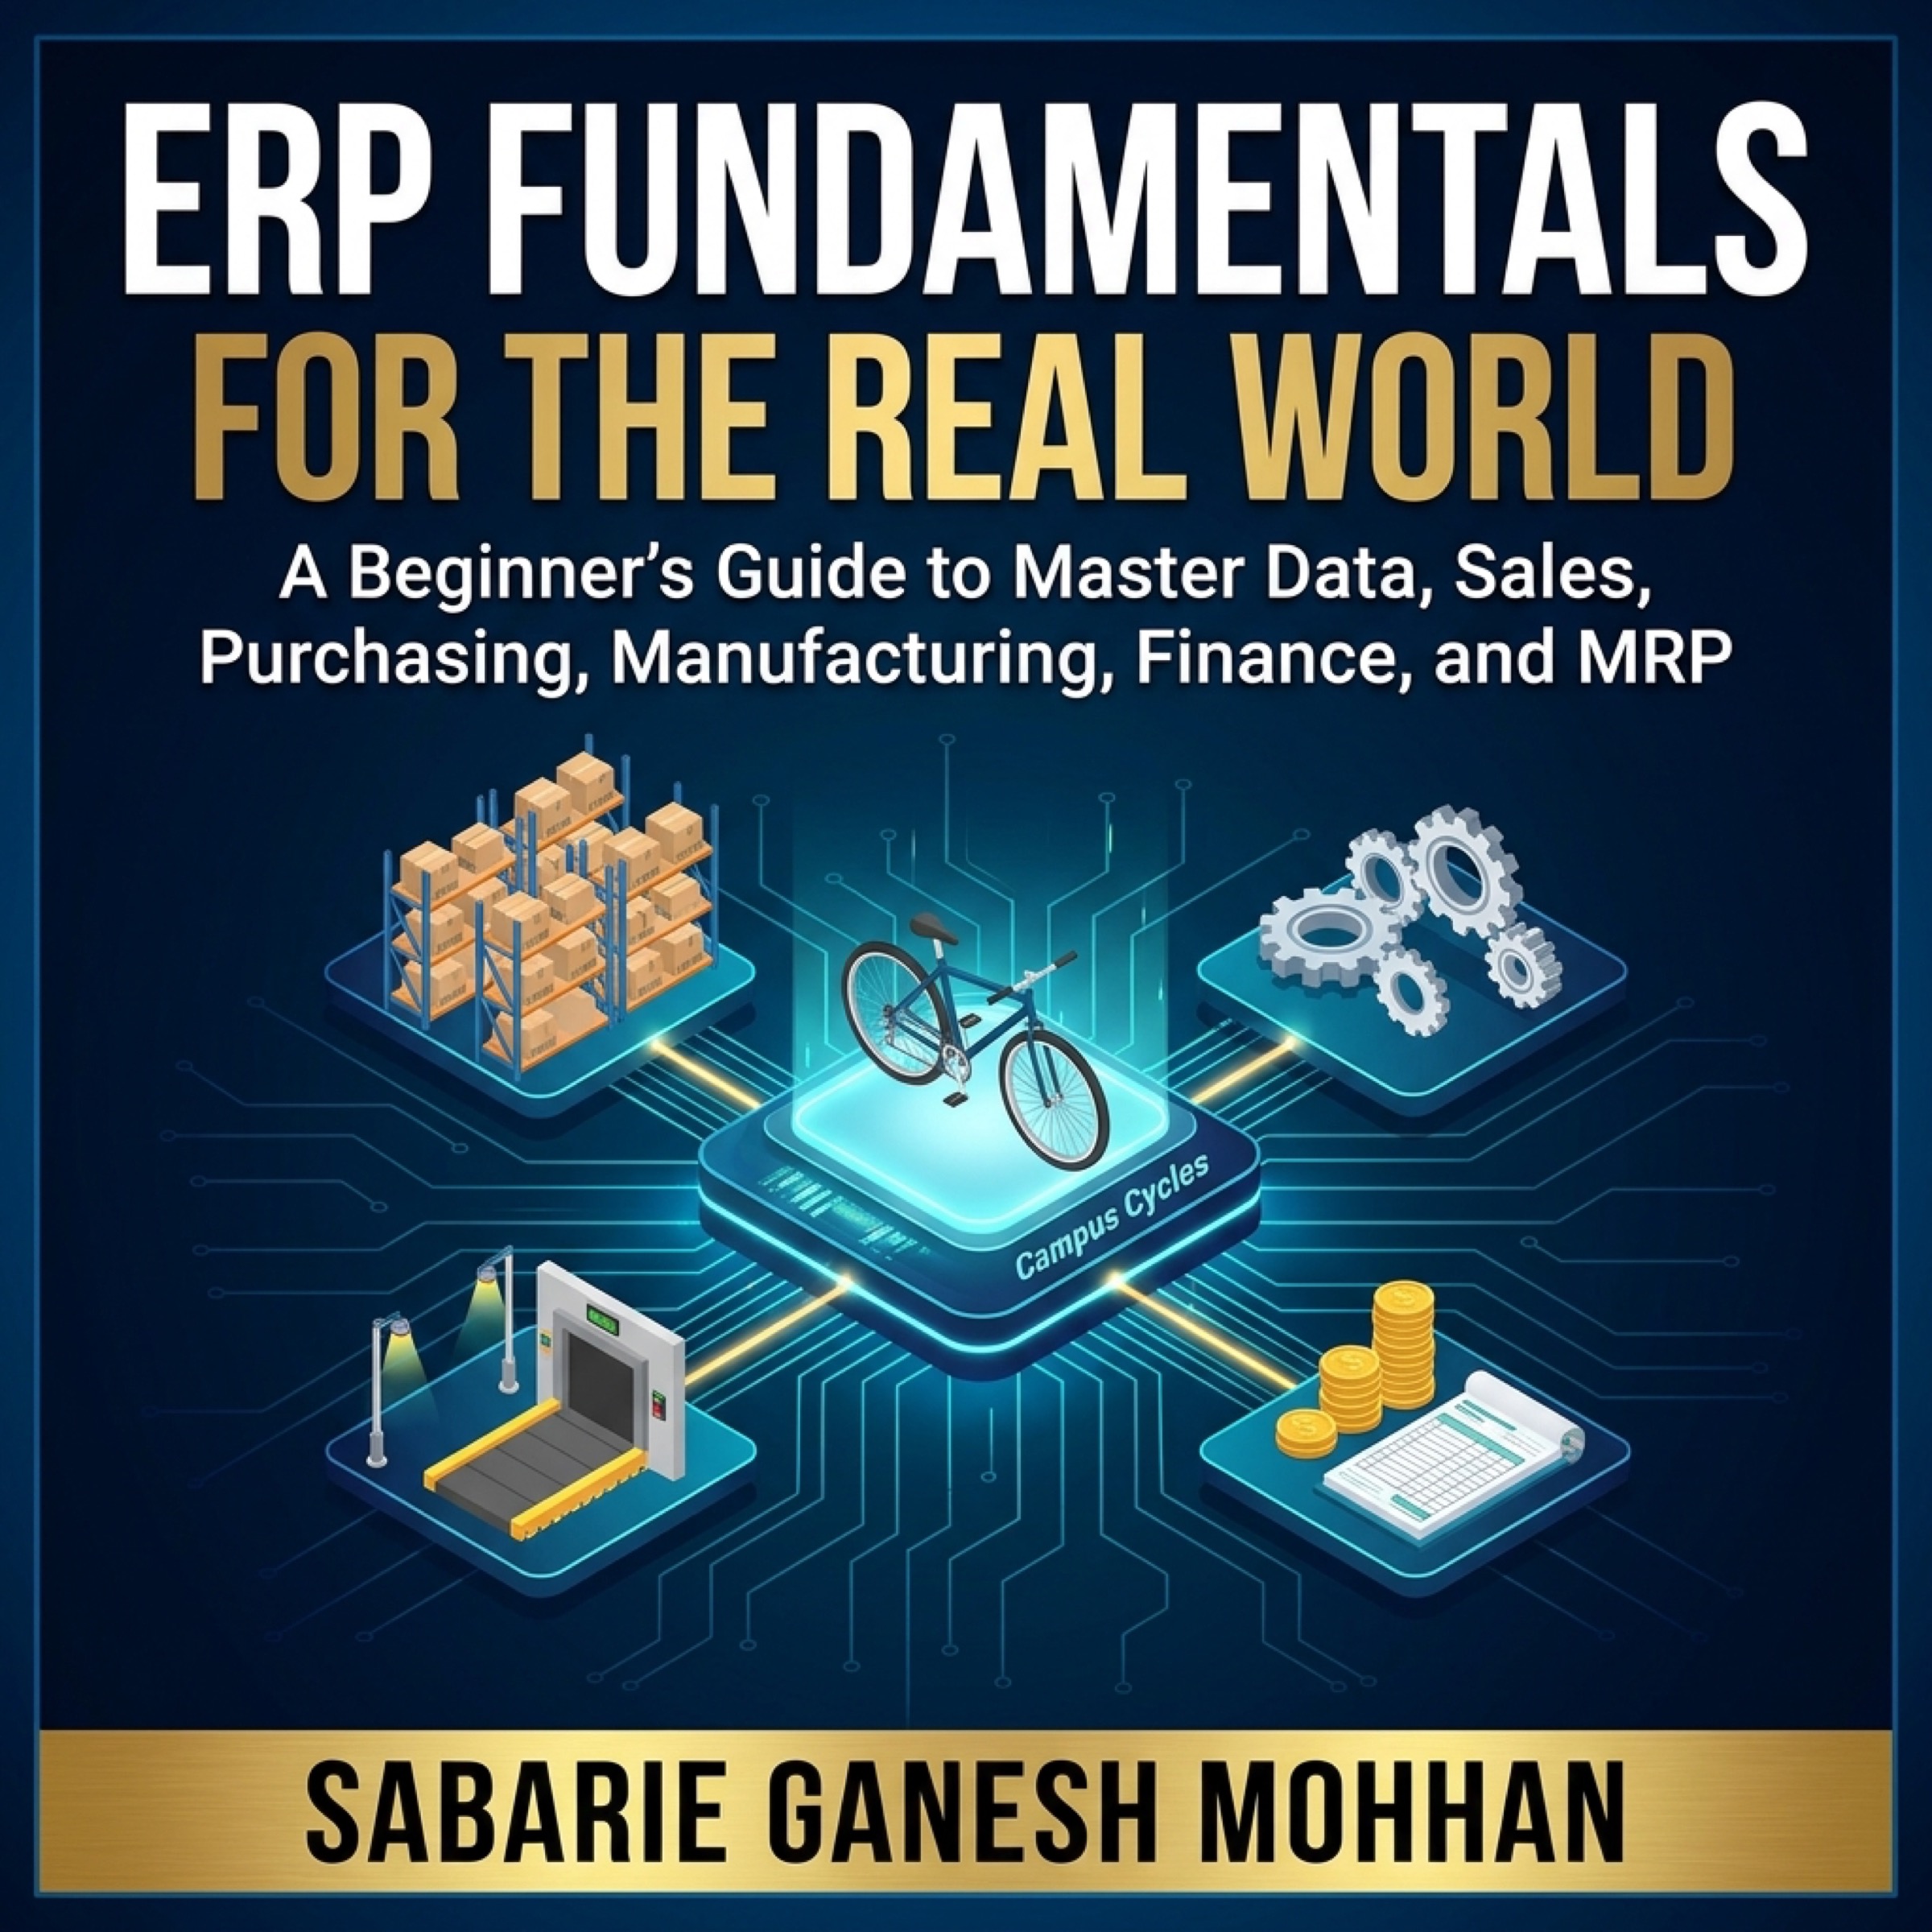 ERP FUNDAMENTALS
FOR THE REAL WORLD
A Beginner’s Guide to Master Data, Sales,
Purchasing, Manufacturing, Finance, and MRP
Campus Cycles
SABARIE GANESH MOHHAN